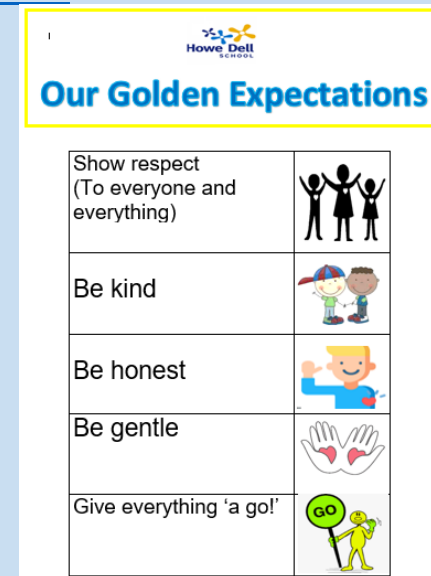 Howe Dell
SCHOOL
Our Golden Expectations
Show respect
(To everyone and
everything)
Be kind
Be honest
Be gentle
Give everything ‘a go!’
GO